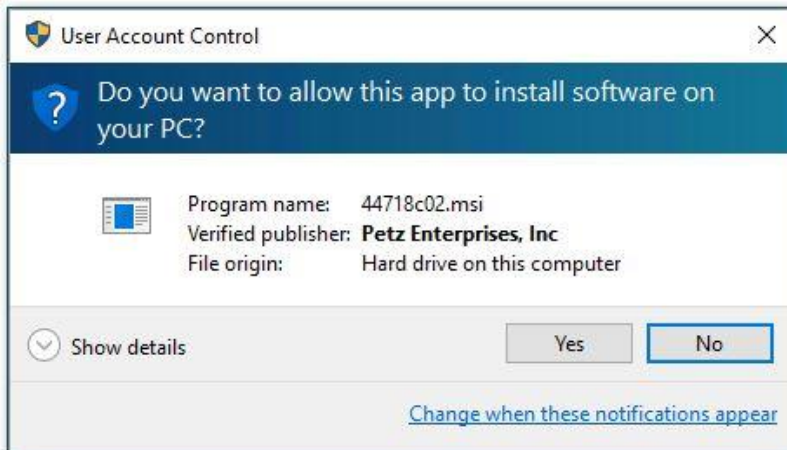 User Account Control
Do you want to allow this app to install software on
your PC?
Program name: 44718c02.msi
Verified publisher: Petz Enterprises, Inc
File origin: Hard drive on this computer
Show details
Yes
No
Change when these notifications appear